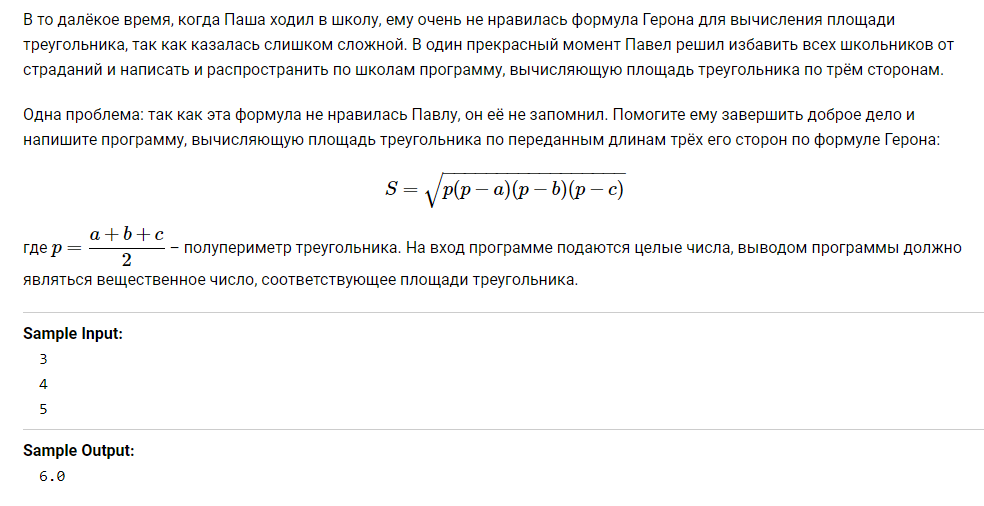 В то далёкое время, когда Паша ходил в школу, ему очень не нравилась формула Герона для вычисления площади
треугольника, так как казалась слишком сложной. В один прекрасный момент Павел решил избавить всех школьников от
страданий и написать и распространить по школам программу, вычисляющую площадь треугольника по трём сторонам.
Одна проблема: так как эта формула не нравилась Павлу, он её не запомнил. Помогите ему завершить доброе дело и
напишите программу, вычисляющую площадь треугольника по переданным длинам трёх его сторон по формуле Герона:
S = √p(p − a)(p − b)(p − c)
где p = (a + b + c)/2 – полупериметр треугольника. На вход программе подаются целые числа, выводом программы должно
являться вещественное число, соответствующее площади треугольника.
Sample Input:
3
4
5
Sample Output:
6.0